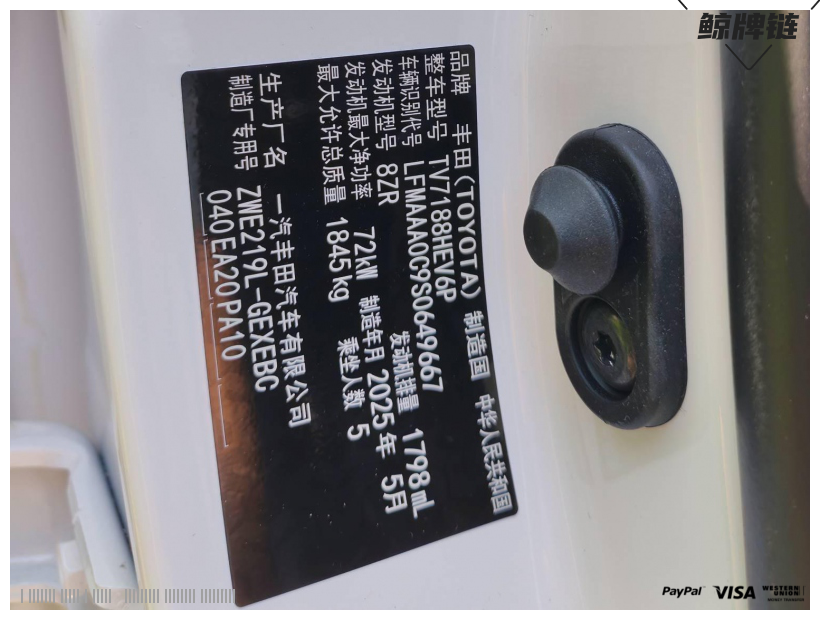 鲸牌链
品牌 丰田(TOYOTA) 制造国 中华人民共和国
整车型号 TV7188HEV6P
车辆识别代号 LFMAAA0C9S0649667
发动机型号 8ZR 发动机排量 1798mL
发动机最大净功率 72kW 制造年月 2025年 5月
最大允许总质量 1845kg 乘坐人数 5
生产厂名 一汽丰田汽车有限公司
制造厂专用号 ZWE219L-GEXEBC
040 EA20 PA10
PayPal VISA WESTERN UNION